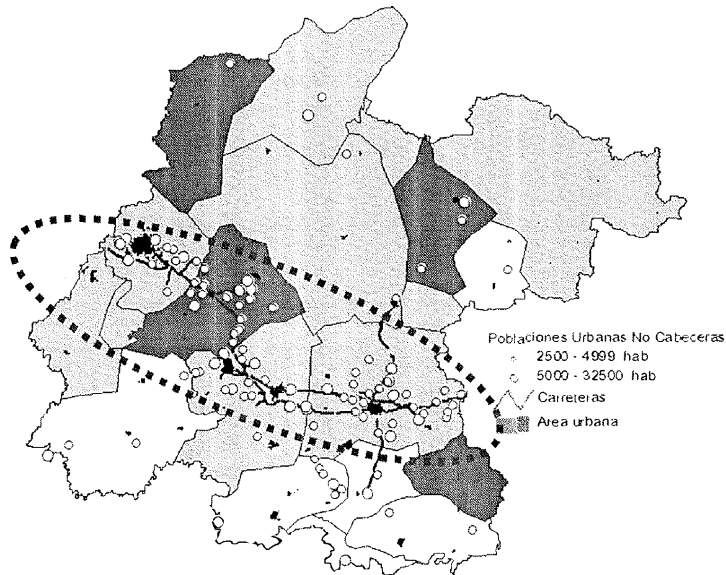 Poblaciones Urbanas No Cabeceras
2500 - 4999 hab
5000 - 32500 hab
Carreteras
Area urbana